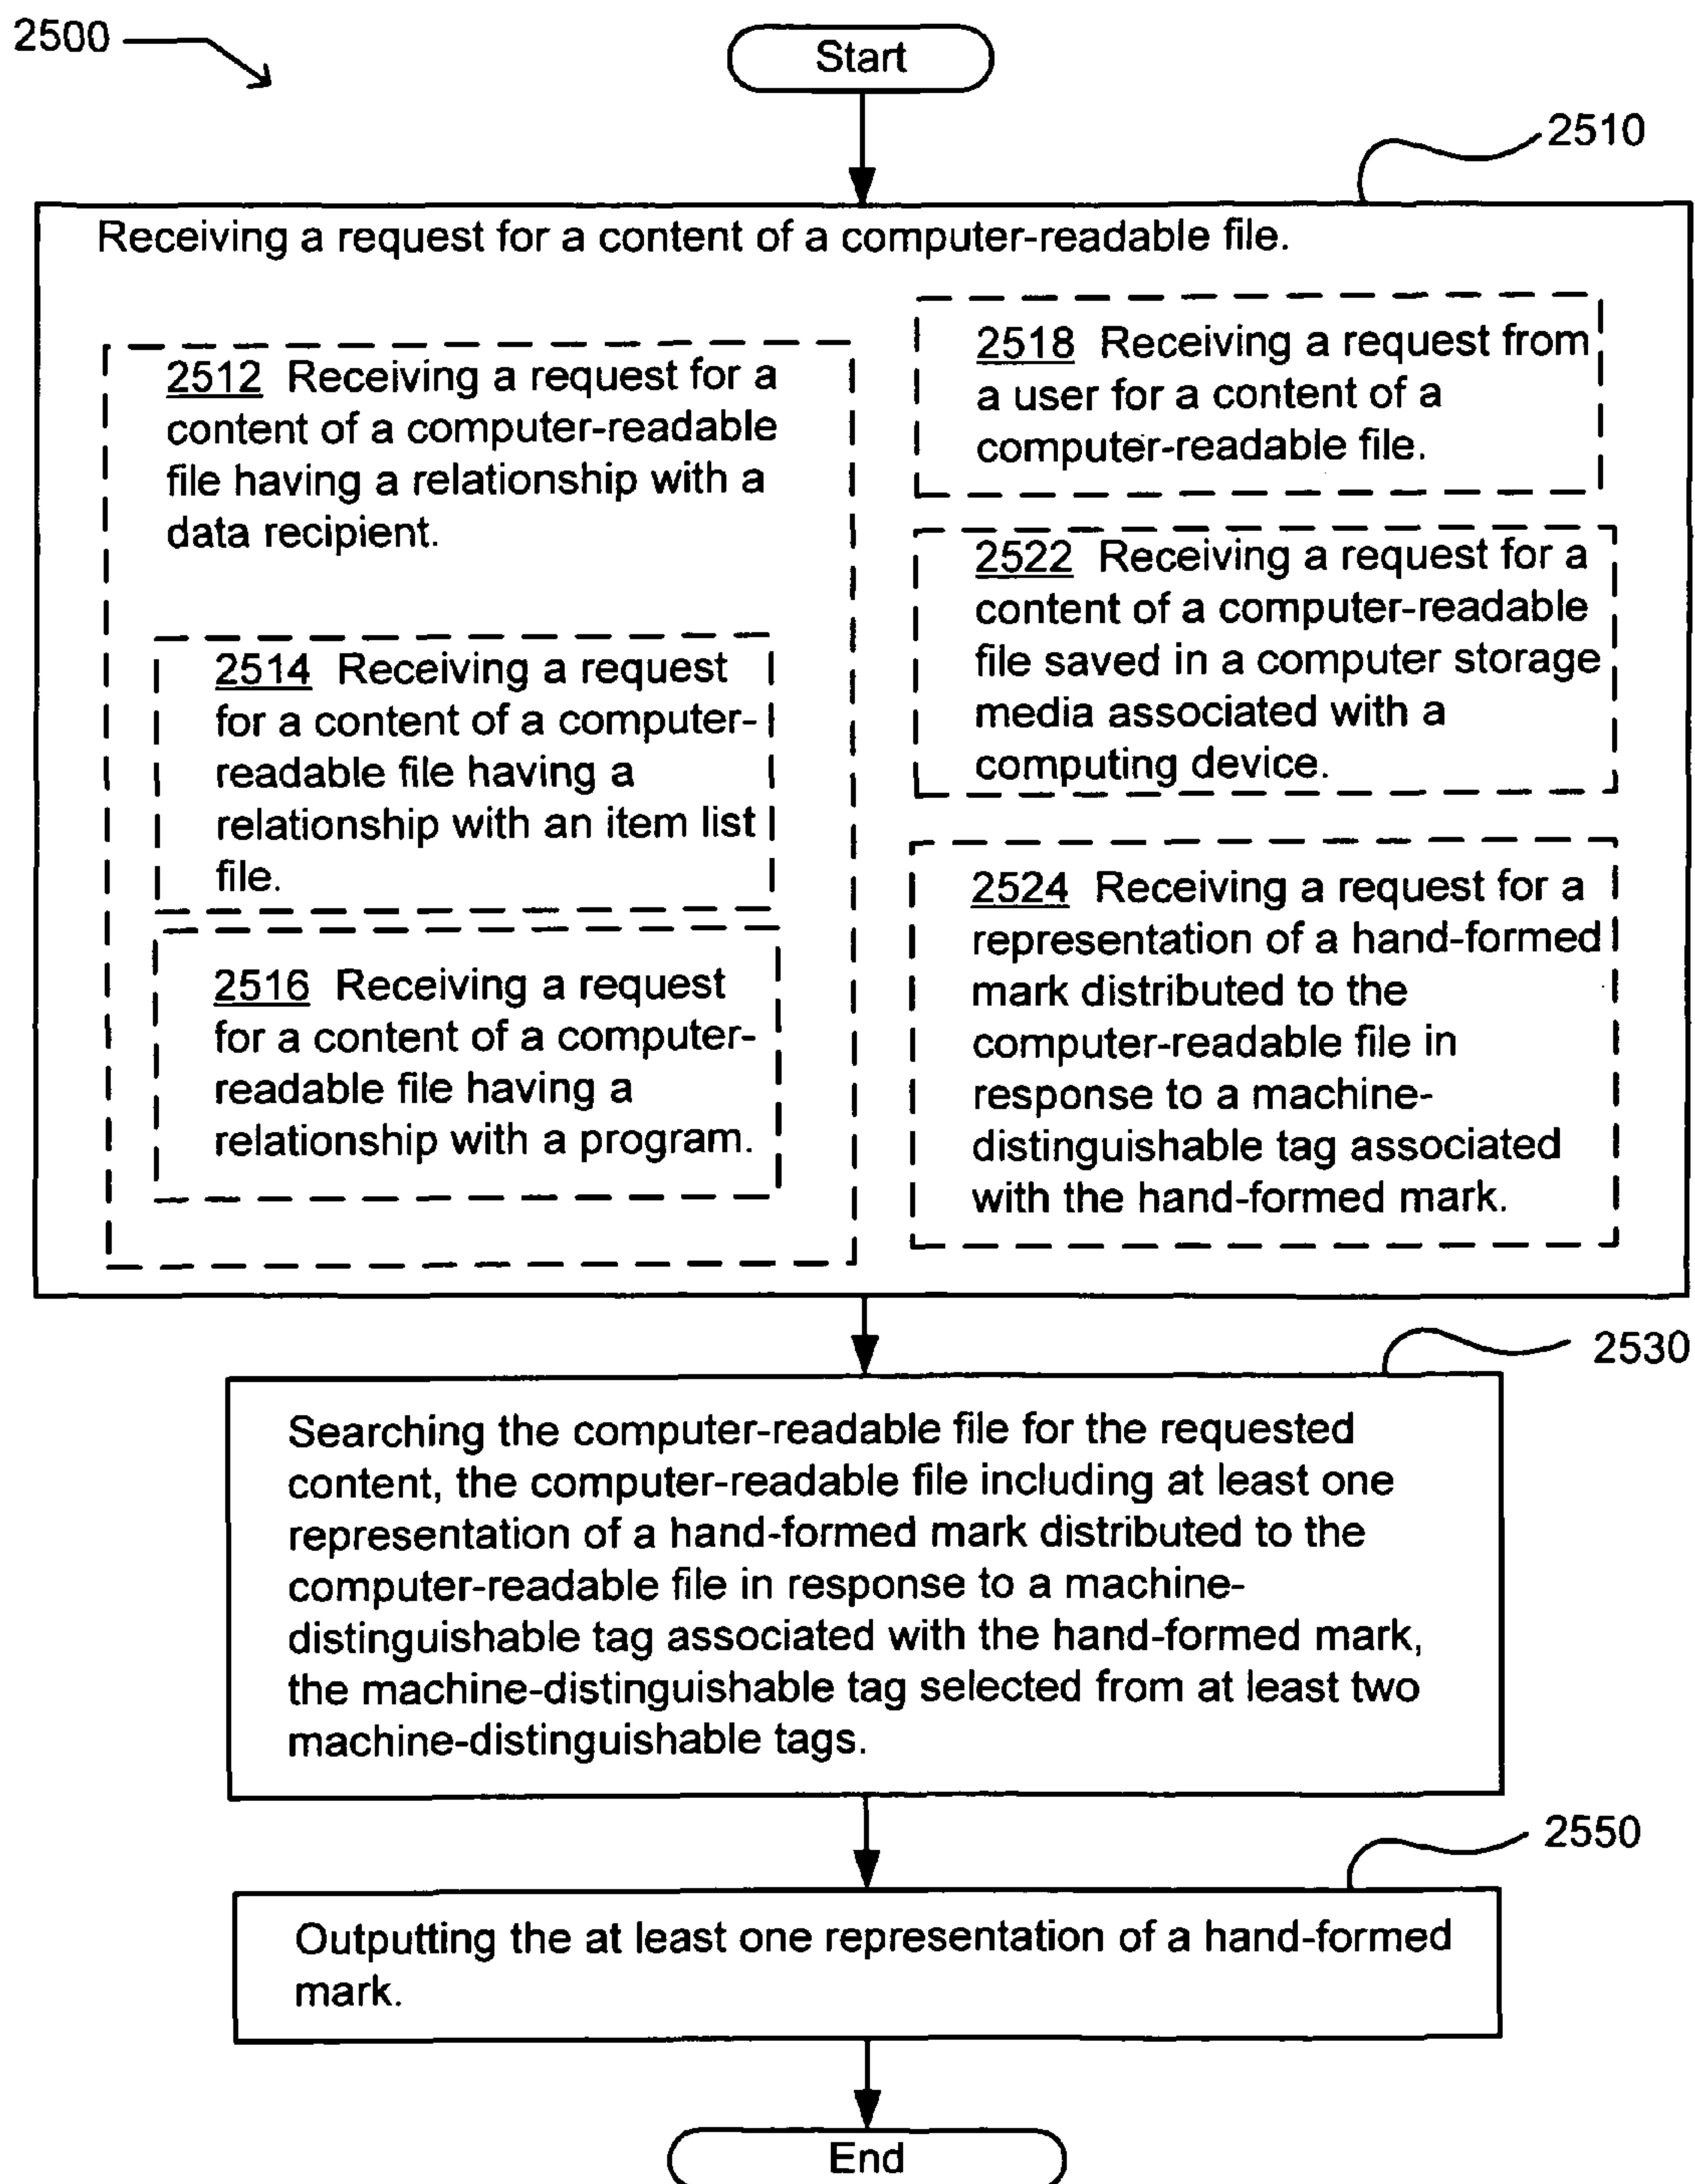 2500
Start
2510
Receiving a request for a content of a computer-readable file.
2512 Receiving a request for a
content of a computer-readable
file having a relationship with a
data recipient.
2514 Receiving a request
for a content of a computer-
readable file having a
relationship with an item list
file.
2516 Receiving a request
for a content of a computer-
readable file having a
relationship with a program.
2518 Receiving a request from
a user for a content of a
computer-readable file.
2522 Receiving a request for a
content of a computer-readable
file saved in a computer storage
media associated with a
computing device.
2524 Receiving a request for a
representation of a hand-formed
mark distributed to the
computer-readable file in
response to a machine-
distinguishable tag associated
with the hand-formed mark.
2530
Searching the computer-readable file for the requested
content, the computer-readable file including at least one
representation of a hand-formed mark distributed to the
computer-readable file in response to a machine-
distinguishable tag associated with the hand-formed mark,
the machine-distinguishable tag selected from at least two
machine-distinguishable tags.
2550
Outputting the at least one representation of a hand-formed
mark.
End